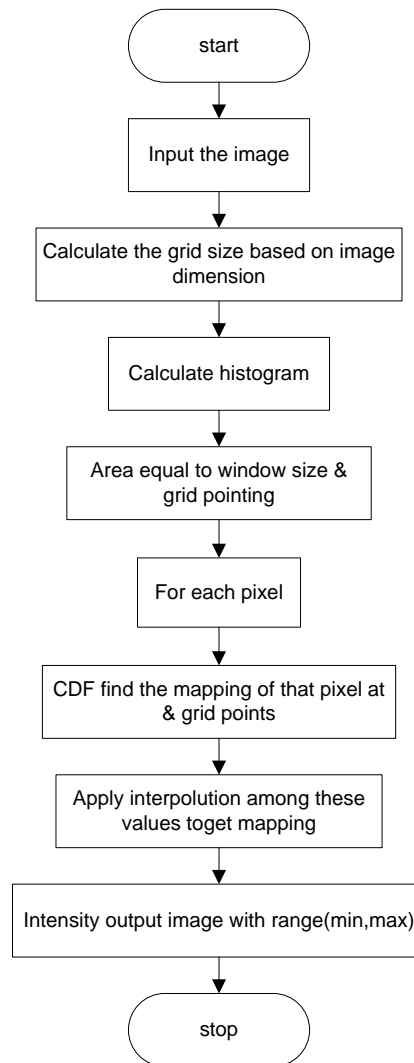 start
Input the image
Calculate the grid size based on image
dimension
Calculate histogram
Area equal to window size &
grid pointing
For each pixel
CDF find the mapping of that pixel at
& grid points
Apply interpolution among these
values toget mapping
Intensity output image with range(min,max)
stop